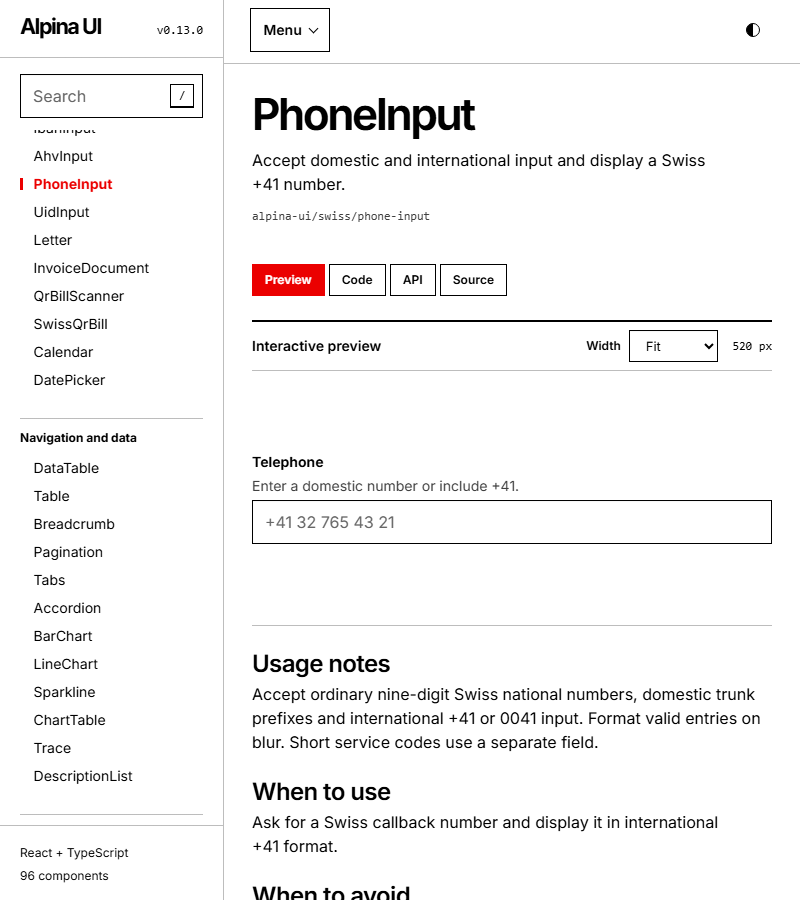 Alpina UI
v0.13.0
Search
/
IbanInput
AhvInput
PhoneInput
UidInput
Letter
InvoiceDocument
QrBillScanner
SwissQrBill
Calendar
DatePicker
Navigation and data
DataTable
Table
Breadcrumb
Pagination
Tabs
Accordion
BarChart
LineChart
Sparkline
ChartTable
Trace
DescriptionList
React + TypeScript
96 components
Menu
PhoneInput
Accept domestic and international input and display a Swiss
+41 number.
alpina-ui/swiss/phone-input
Preview
Code
API
Source
Interactive preview
Width
Fit
520 px
Telephone
Enter a domestic number or include +41.
+41 32 765 43 21
Usage notes
Accept ordinary nine-digit Swiss national numbers, domestic trunk
prefixes and international +41 or 0041 input. Format valid entries on
blur. Short service codes use a separate field.
When to use
Ask for a Swiss callback number and display it in international
+41 format.
When to avoid